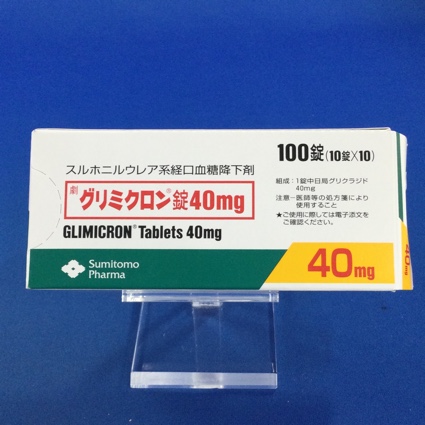 100錠(10錠×10)
スルホニルウレア系経口血糖降下剤
劇 グリミクロン®錠40mg
GLIMICRON® Tablets 40mg
組成：1錠中日局グリクラジド
40mg
注意－医師等の処方箋により
使用すること
★ご使用に際しては電子添文を
ご確認ください。
Sumitomo
Pharma
40mg
40mg